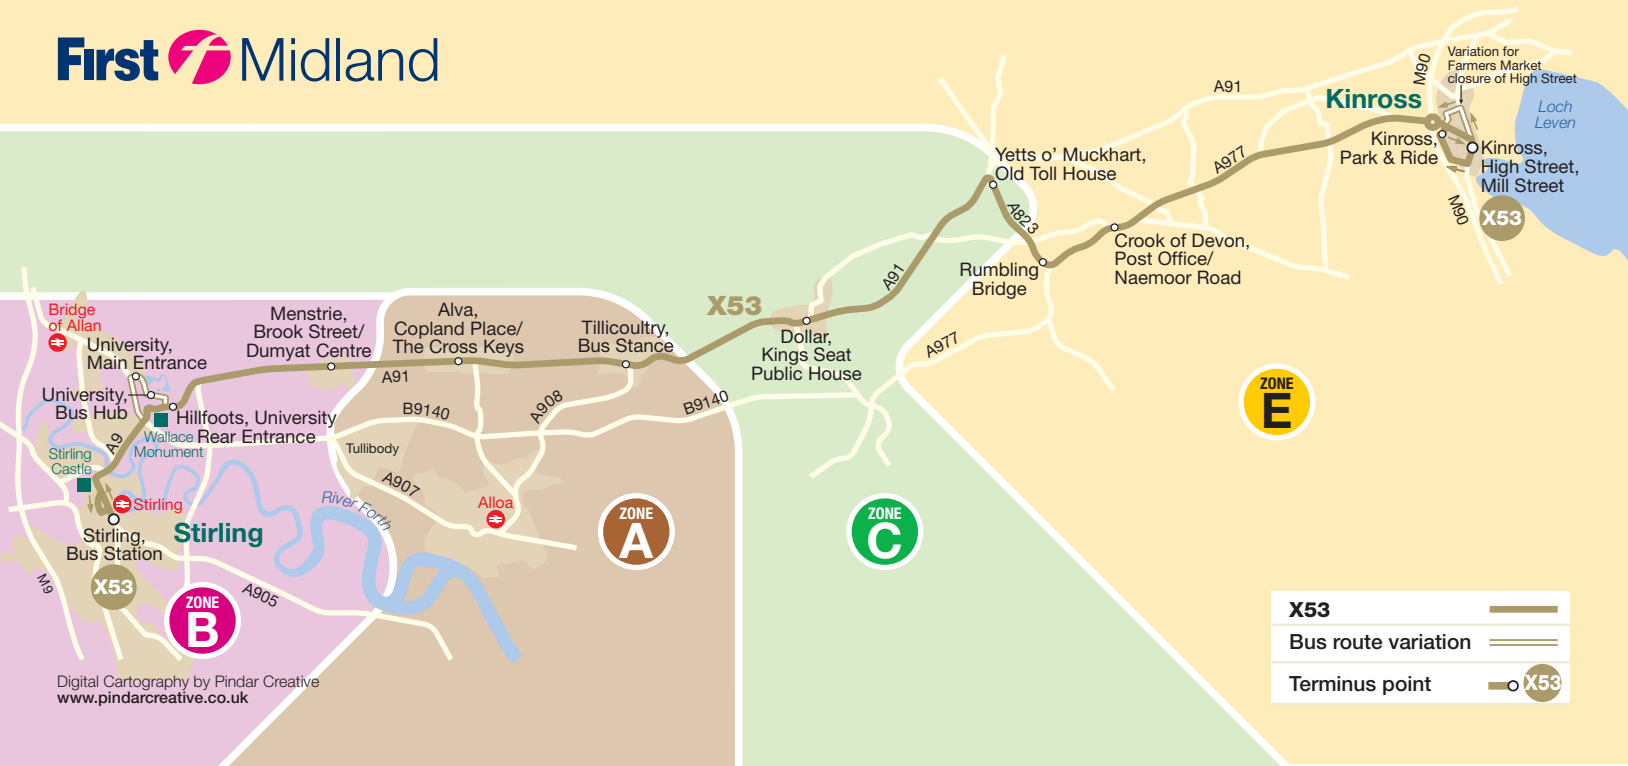 First Midland
Variation for
Farmers Market
closure of High Street
M90
A91
Kinross
Loch
Leven
Kinross,
Park & Ride
Kinross,
High Street,
Mill Street
M90
X53
A977
Yetts o’ Muckhart,
Old Toll House
A823
Crook of Devon,
Post Office/
Naemoor Road
Rumbling
Bridge
A91
X53
Dollar,
Kings Seat
Public House
A977
Tillicoultry,
Bus Stance
Alva,
Copland Place/
The Cross Keys
Menstrie,
Brook Street/
Dumyat Centre
A91
Bridge
of Allan
University,
Main Entrance
University,
Bus Hub
Hillfoots, University
Rear Entrance
Wallace
Monument
A9
Stirling
Castle
Stirling
Stirling,
Bus Station
Stirling
X53
M9
A905
River Forth
Tullibody
B9140
A908
B9140
A907
Alloa
ZONE
A
ZONE
B
ZONE
C
ZONE
E
X53
Bus route variation
Terminus point X53
Digital Cartography by Pindar Creative
www.pindarcreative.co.uk